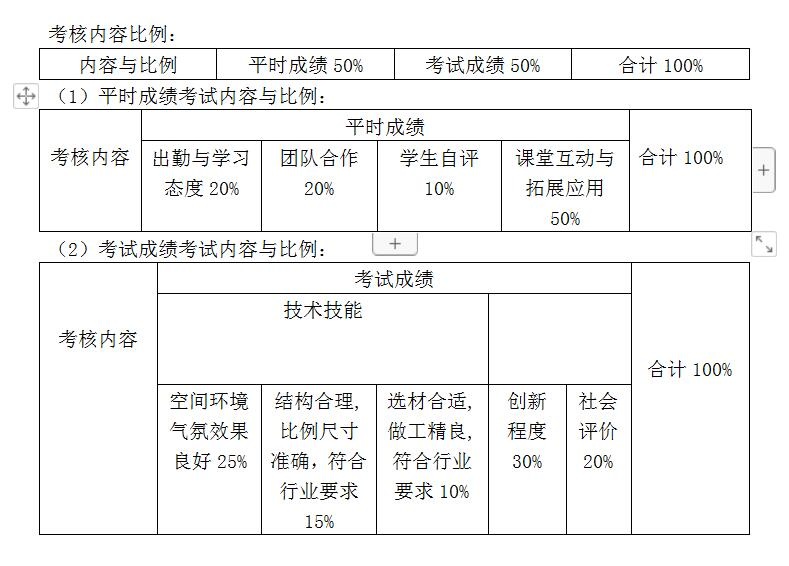 考核内容比例：
内容与比例 平时成绩 50% 考试成绩 50% 合计 100%
（1）平时成绩考试内容与比例：
平时成绩
考核内容 出勤与学习 团队合作 学生自评 课堂互动与 合计 100%
态度 20% 20% 10% 拓展应用
50%
（2）考试成绩考试内容与比例：
考试成绩
技术技能
考核内容
合计 100%
空间环境 结构合理， 选材合适， 创新 社会
气氛效果 比例尺寸 做工精良， 程度 评价
良好 25% 准确，符合 符合行业 30% 20%
行业要求 要求 10%
15%